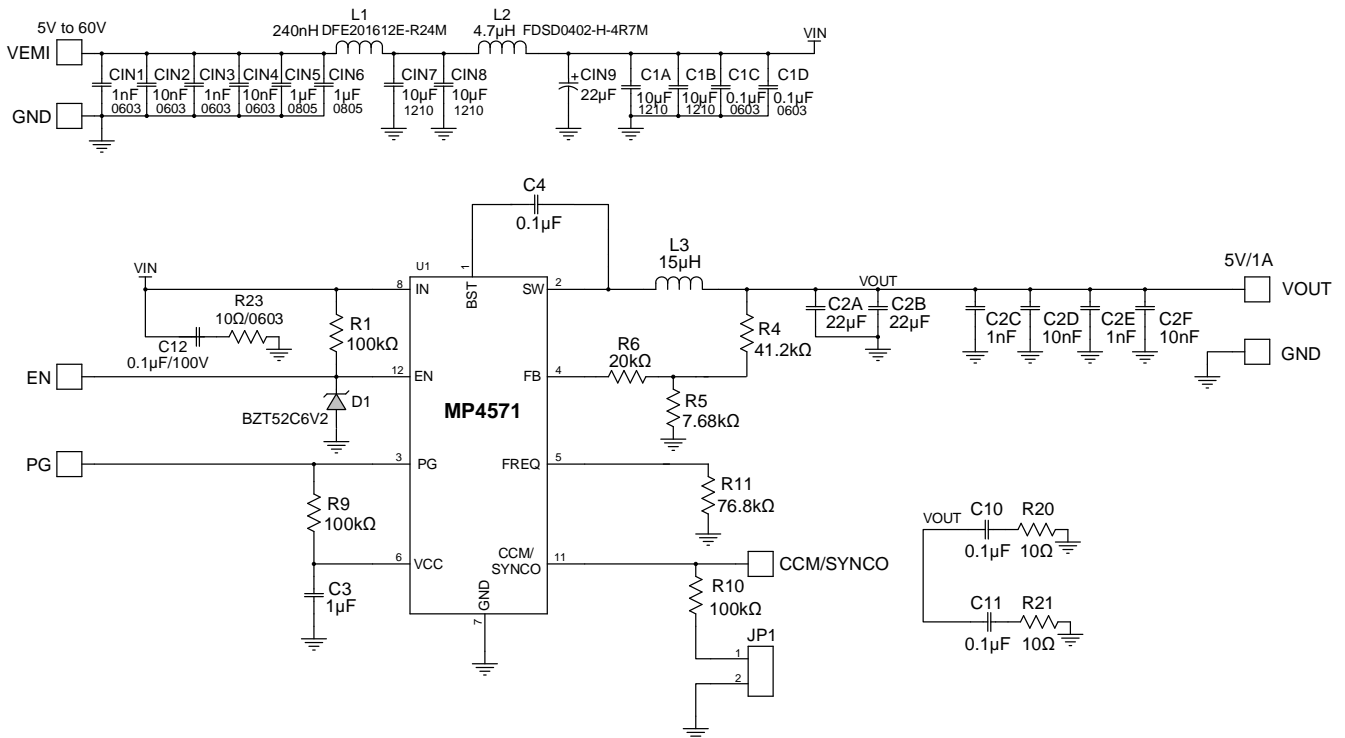 5V to 60V
VEMI
GND
L1
240nH DFE201612E-R24M
L2
4.7µH FDSD0402-H-4R7M
VIN
CIN1
1nF
0603
CIN2
10nF
0603
CIN3
1nF
0603
CIN4
10nF
0603
CIN5
1µF
0805
CIN6
1µF
0805
CIN7
10µF
1210
CIN8
10µF
1210
CIN9
22µF
+
C1A
10µF
1210
C1B
10µF
1210
C1C
0.1µF
0603
C1D
0.1µF
0603
C4
0.1µF
VIN
R23
10Ω/0603
C12
0.1µF/100V
R1
100kΩ
EN
D1
BZT52C6V2
PG
R9
100kΩ
C3
1µF
U1
MP4571
8
IN
1
BST
SW
2
12
EN
FB
4
3
PG
FREQ
5
6
VCC
CCM/
SYNCO
11
GND
7
L3
15µH
R4
41.2kΩ
R6
20kΩ
R5
7.68kΩ
R11
76.8kΩ
VOUT
C2A
22µF
C2B
22µF
C2C
1nF
C2D
10nF
C2E
1nF
C2F
10nF
5V/1A
VOUT
GND
CCM/SYNCO
R10
100kΩ
JP1
1
2
VOUT
C10
0.1µF
R20
10Ω
C11
0.1µF
R21
10Ω